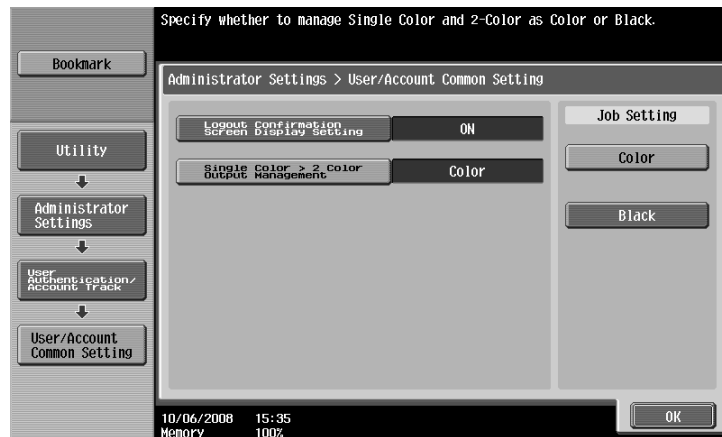 Specify whether to manage Single Color and 2-Color as Color or Black.
Bookmark
Administrator Settings > User/Account Common Setting
Logout Confirmation
Screen Display Setting
ON
Job Setting
Utility
Single Color > 2 Color
Output Management
Color
Color
Administrator
Settings
Black
User
Authentication/
Account Track
User/Account
Common Setting
10/06/2008 15:35
Memory 100%
OK